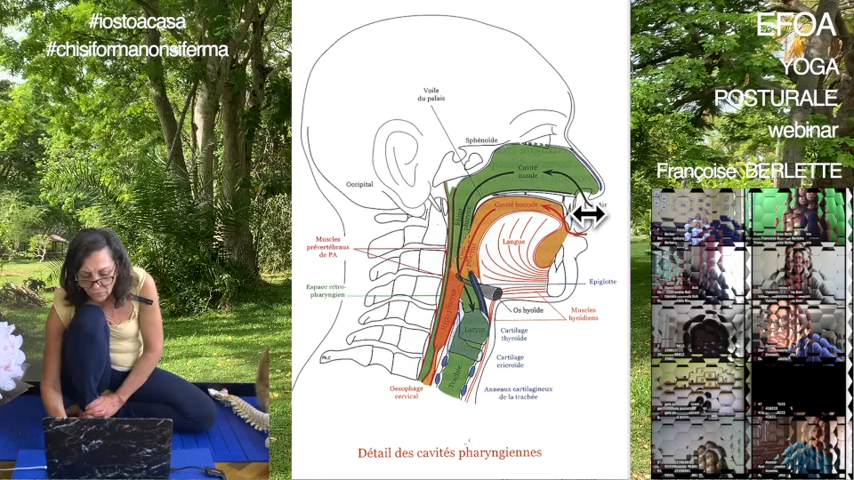 #iostoacasa
#chisiformanonsiferma
Voile
du palais
Sphénoïde
Cavité
nasale
Occipital
Cavité buccale
air
Langue
Muscles
prévertébraux
de PA
Espace rétro-
pharyngien
Epiglotte
Os hyoïde
Muscles
hyoïdiens
Larynx
Cartilage
thyroïde
Cartilage
cricoïde
Trachée
Oesophage
cervical
Anneaux cartilagineux
de la trachée
Détail des cavités pharyngiennes
EFOA
YOGA
POSTURALE
webinar
Françoise BERLETTE